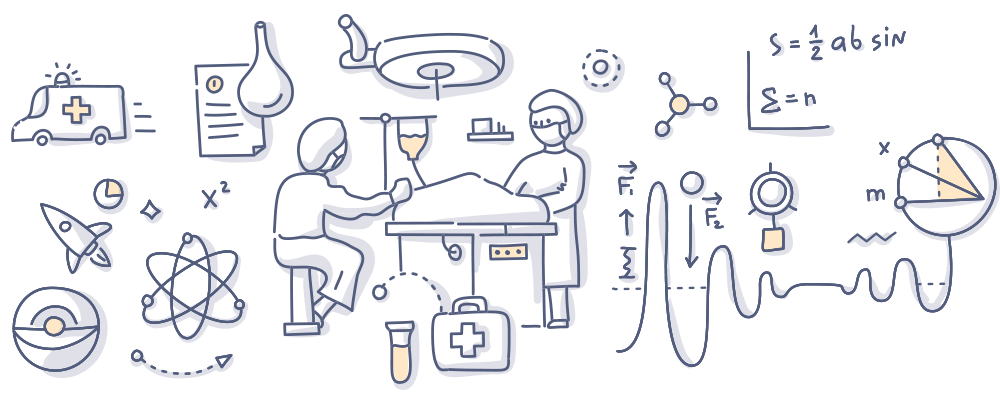 S = 1/2 ab sin
Σ = n
x²
F₁
F₂
x
m